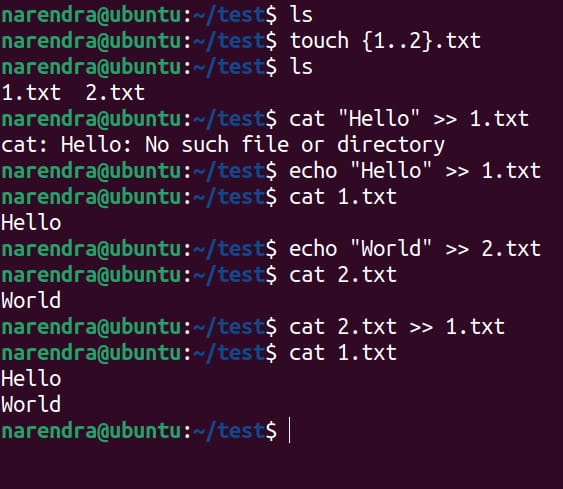 narendra@ubuntu:~/test$ ls
narendra@ubuntu:~/test$ touch {1..2}.txt
narendra@ubuntu:~/test$ ls
1.txt  2.txt
narendra@ubuntu:~/test$ cat "Hello" >> 1.txt
cat: Hello: No such file or directory
narendra@ubuntu:~/test$ echo "Hello" >> 1.txt
narendra@ubuntu:~/test$ cat 1.txt
Hello
narendra@ubuntu:~/test$ echo "World" >> 2.txt
narendra@ubuntu:~/test$ cat 2.txt
World
narendra@ubuntu:~/test$ cat 2.txt >> 1.txt
narendra@ubuntu:~/test$ cat 1.txt
Hello
World
narendra@ubuntu:~/test$